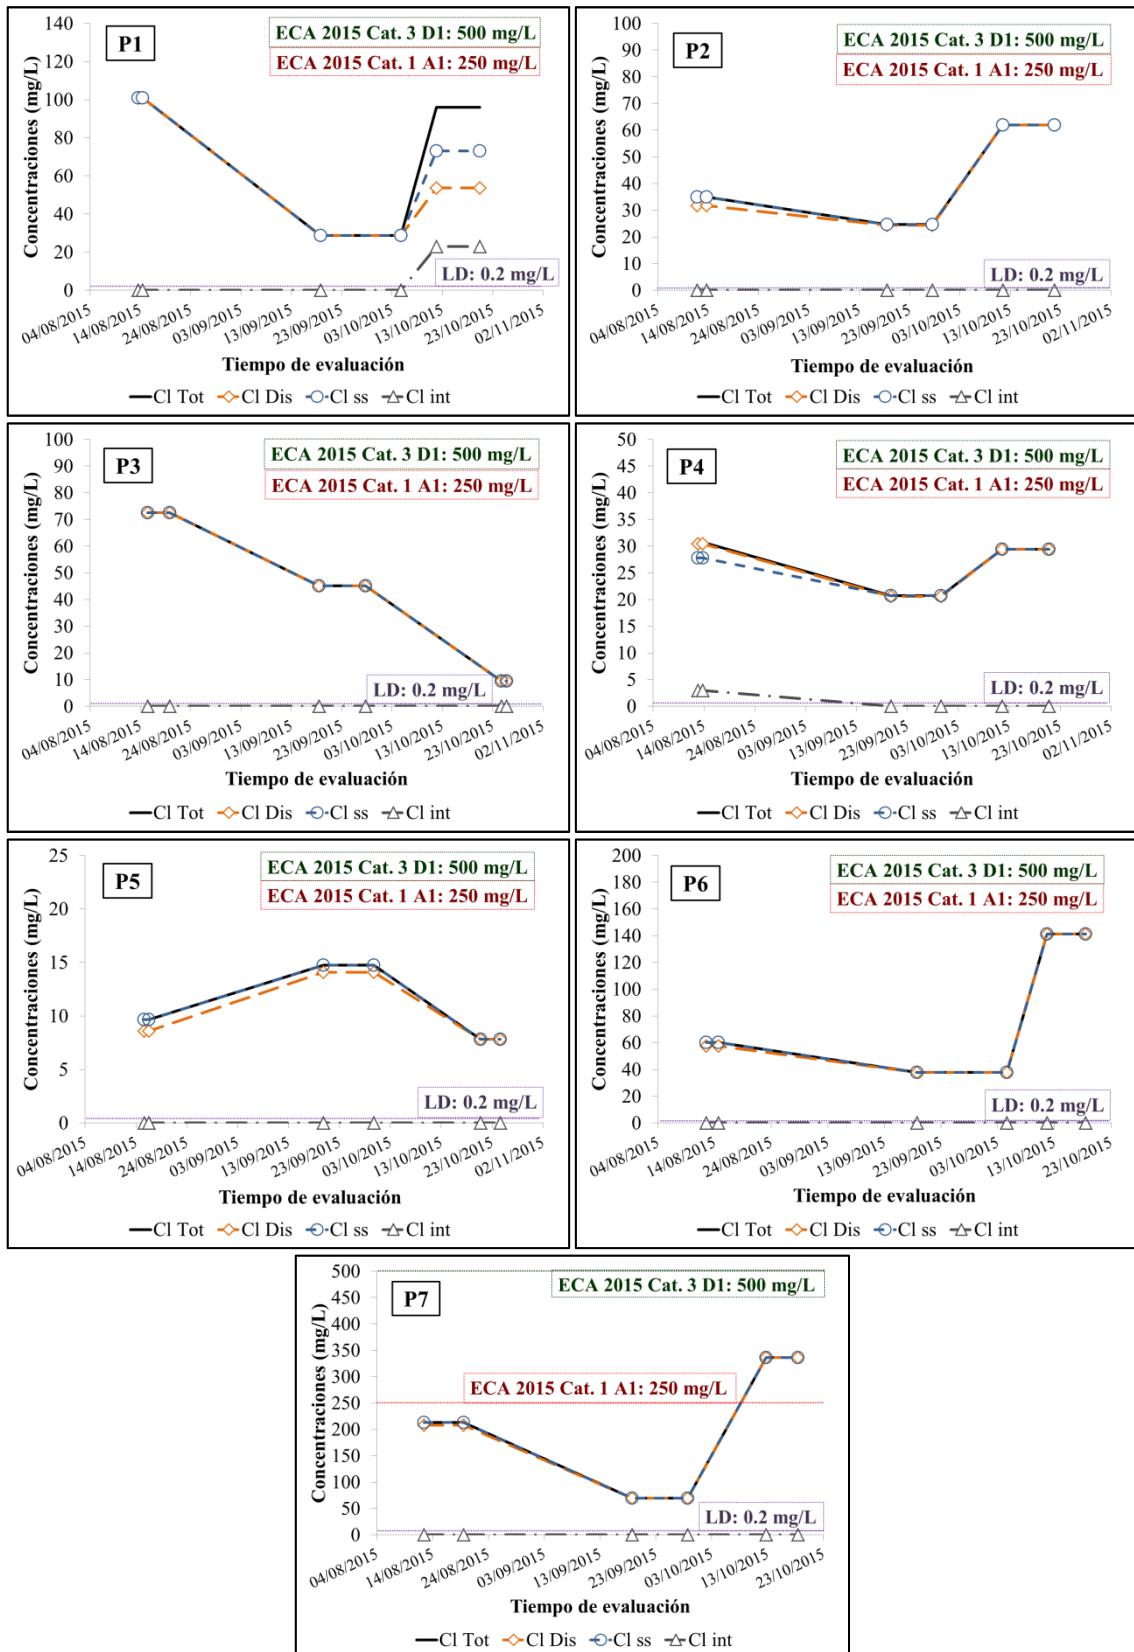 P1
ECA 2015 Cat. 3 D1: 500 mg/L
ECA 2015 Cat. 1 A1: 250 mg/L
LD: 0.2 mg/L
Concentraciones (mg/L)
140
120
100
80
60
40
20
0
04/08/2015
14/08/2015
24/08/2015
03/09/2015
13/09/2015
23/09/2015
03/10/2015
13/10/2015
23/10/2015
02/11/2015
Tiempo de evaluación
Cl Tot Cl Dis Cl ss Cl int
P2
ECA 2015 Cat. 3 D1: 500 mg/L
ECA 2015 Cat. 1 A1: 250 mg/L
LD: 0.2 mg/L
Concentraciones (mg/L)
100
90
80
70
60
50
40
30
20
10
0
04/08/2015
14/08/2015
24/08/2015
03/09/2015
13/09/2015
23/09/2015
03/10/2015
13/10/2015
23/10/2015
02/11/2015
Tiempo de evaluación
Cl Tot Cl Dis Cl ss Cl int
P3
ECA 2015 Cat. 3 D1: 500 mg/L
ECA 2015 Cat. 1 A1: 250 mg/L
LD: 0.2 mg/L
Concentraciones (mg/L)
100
90
80
70
60
50
40
30
20
10
0
04/08/2015
14/08/2015
24/08/2015
03/09/2015
13/09/2015
23/09/2015
03/10/2015
13/10/2015
23/10/2015
02/11/2015
Tiempo de evaluación
Cl Tot Cl Dis Cl ss Cl int
P4
ECA 2015 Cat. 3 D1: 500 mg/L
ECA 2015 Cat. 1 A1: 250 mg/L
LD: 0.2 mg/L
Concentraciones (mg/L)
50
45
40
35
30
25
20
15
10
5
0
04/08/2015
14/08/2015
24/08/2015
03/09/2015
13/09/2015
23/09/2015
03/10/2015
13/10/2015
23/10/2015
02/11/2015
Tiempo de evaluación
Cl Tot Cl Dis Cl ss Cl int
P5
ECA 2015 Cat. 3 D1: 500 mg/L
ECA 2015 Cat. 1 A1: 250 mg/L
LD: 0.2 mg/L
Concentraciones (mg/L)
25
20
15
10
5
0
04/08/2015
14/08/2015
24/08/2015
03/09/2015
13/09/2015
23/09/2015
03/10/2015
13/10/2015
23/10/2015
02/11/2015
Tiempo de evaluación
Cl Tot Cl Dis Cl ss Cl int
P6
ECA 2015 Cat. 3 D1: 500 mg/L
ECA 2015 Cat. 1 A1: 250 mg/L
LD: 0.2 mg/L
Concentraciones (mg/L)
200
180
160
140
120
100
80
60
40
20
0
04/08/2015
14/08/2015
24/08/2015
03/09/2015
13/09/2015
23/09/2015
03/10/2015
13/10/2015
23/10/2015
Tiempo de evaluación
Cl Tot Cl Dis Cl ss Cl int
P7
ECA 2015 Cat. 3 D1: 500 mg/L
ECA 2015 Cat. 1 A1: 250 mg/L
LD: 0.2 mg/L
Concentraciones (mg/L)
500
450
400
350
300
250
200
150
100
50
0
04/08/2015
14/08/2015
24/08/2015
03/09/2015
13/09/2015
23/09/2015
03/10/2015
13/10/2015
23/10/2015
Tiempo de evaluación
Cl Tot Cl Dis Cl ss Cl int